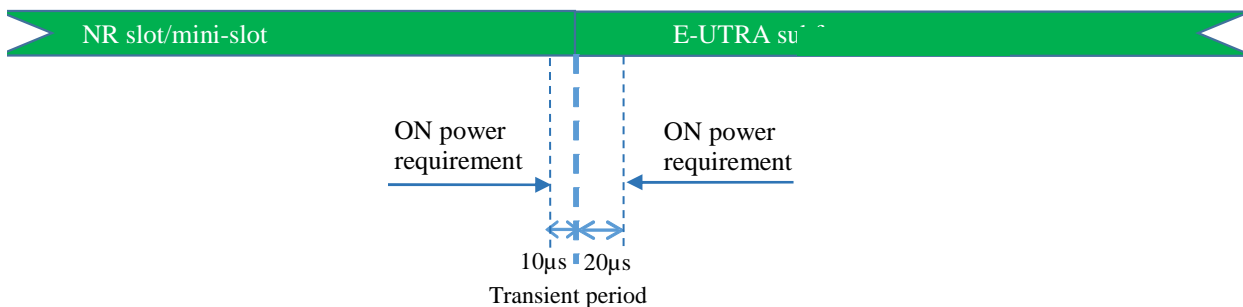 NR slot/mini-slot
E-UTRA
ON power
requirement
ON power
requirement
10µs
20µs
Transient period